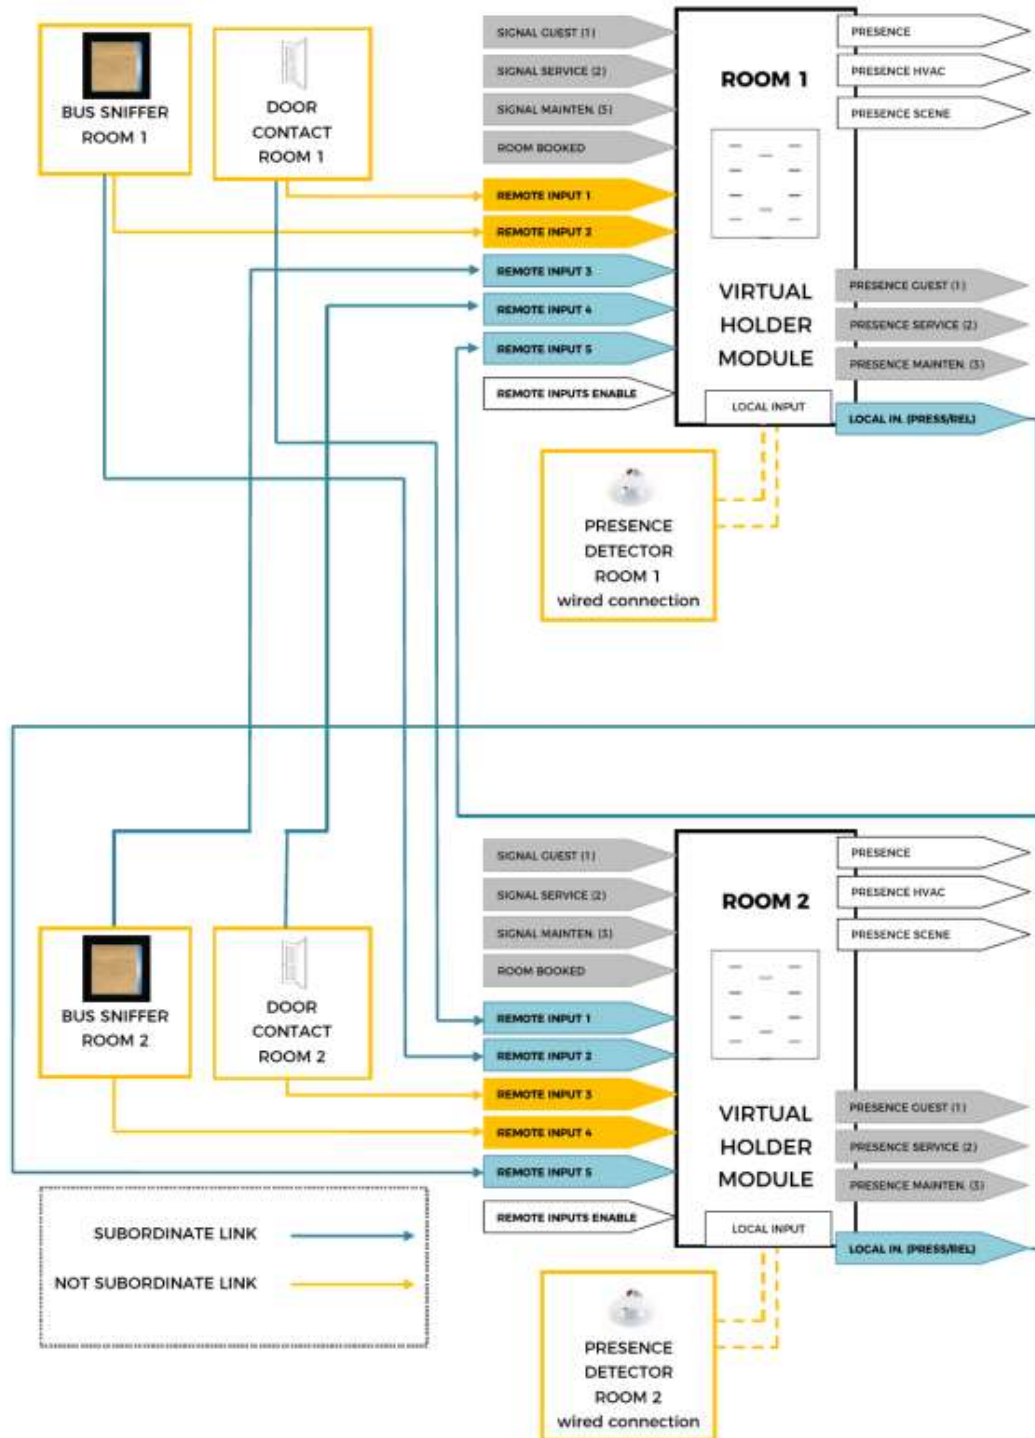 BUS SNIFFER
ROOM 1
DOOR
CONTACT
ROOM 1
SIGNAL GUEST (1)
SIGNAL SERVICE (2)
SIGNAL MAINTEN. (3)
ROOM BOOKED
REMOTE INPUT 1
REMOTE INPUT 2
REMOTE INPUT 3
REMOTE INPUT 4
REMOTE INPUT 5
REMOTE INPUTS ENABLE
ROOM 1
VIRTUAL
HOLDER
MODULE
LOCAL INPUT
PRESENCE
PRESENCE HVAC
PRESENCE SCENE
PRESENCE GUEST (1)
PRESENCE SERVICE (2)
PRESENCE MAINTEN. (3)
LOCAL IN. (PRESS/REL)
PRESENCE
DETECTOR
ROOM 1
wired connection
BUS SNIFFER
ROOM 2
DOOR
CONTACT
ROOM 2
SIGNAL GUEST (1)
SIGNAL SERVICE (2)
SIGNAL MAINTEN. (3)
ROOM BOOKED
REMOTE INPUT 1
REMOTE INPUT 2
REMOTE INPUT 3
REMOTE INPUT 4
REMOTE INPUT 5
REMOTE INPUTS ENABLE
ROOM 2
VIRTUAL
HOLDER
MODULE
LOCAL INPUT
PRESENCE
PRESENCE HVAC
PRESENCE SCENE
PRESENCE GUEST (1)
PRESENCE SERVICE (2)
PRESENCE MAINTEN. (3)
LOCAL IN. (PRESS/REL)
SUBORDINATE LINK
NOT SUBORDINATE LINK
PRESENCE
DETECTOR
ROOM 2
wired connection